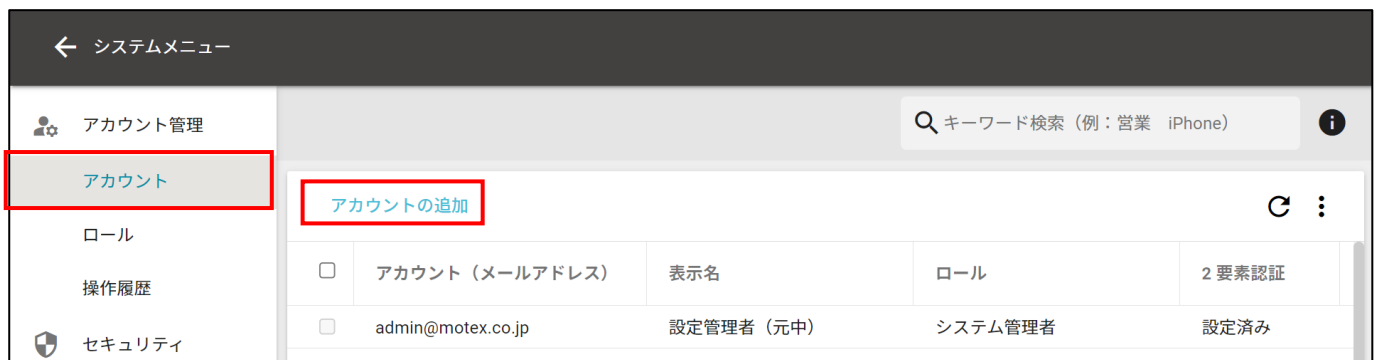 システムメニュー
アカウント管理
キーワード検索（例：営業　iPhone）
アカウント
アカウントの追加
ロール
操作履歴
アカウント（メールアドレス） 表示名 ロール 2 要素認証
admin@motex.co.jp 設定管理者（元中） システム管理者 設定済み
セキュリティ